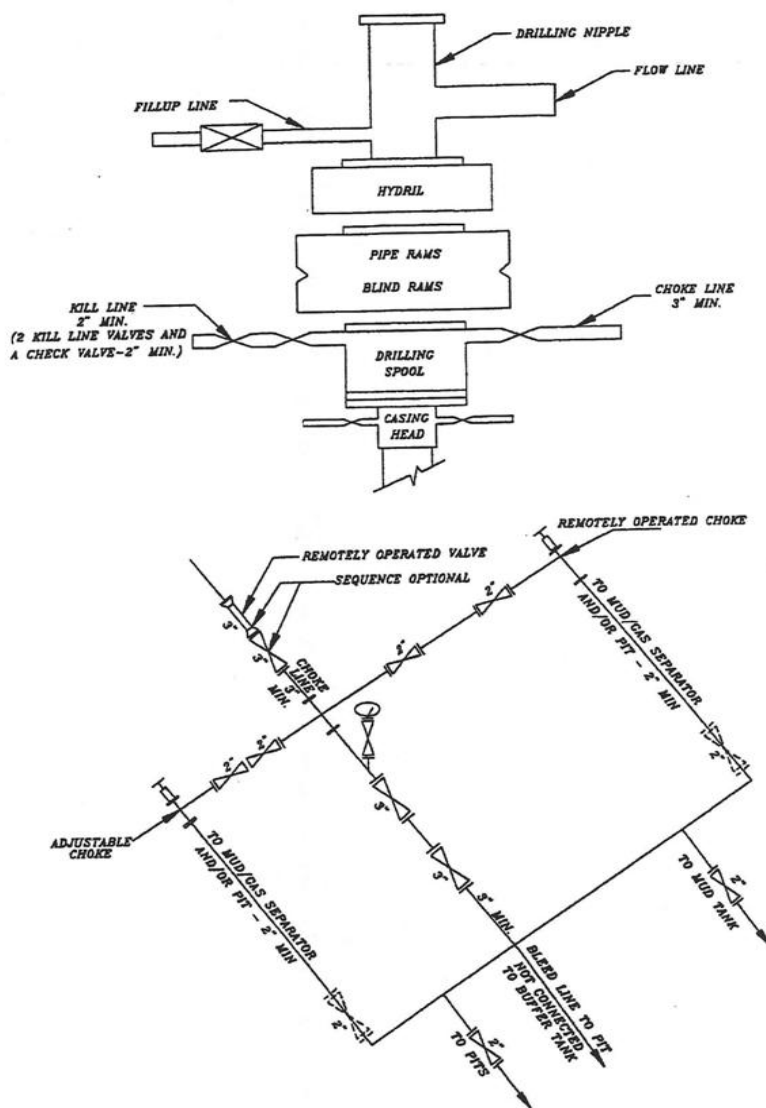 DRILLING NIPPLE
FLOW LINE
FILLUP LINE
HYDRIL
PIPE RAMS
BLIND RAMS
KILL LINE
2" MIN.
(2 KILL LINE VALVES AND
A CHECK VALVE-2" MIN.)
CHOKE LINE
3" MIN.
DRILLING
SPOOL
CASING
HEAD
REMOTELY OPERATED CHOKE
REMOTELY OPERATED VALVE
SEQUENCE OPTIONAL
3"
3"
CHOKE
LINE
3"
MIN.
2"
2"
TO MUD/GAS SEPARATOR
AND/OR PIT - 2" MIN
2"
2"
2"
3"
3"
3" MIN.
ADJUSTABLE
CHOKE
TO MUD/GAS SEPARATOR
AND/OR PIT - 2" MIN
2"
2"
TO MUD TANK
BLEED LINE TO PIT
NOT CONNECTED
TO BUFFER TANK
2"
TO PITS